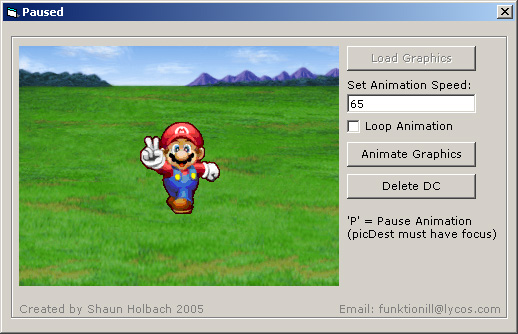 Paused
Load Graphics
Set Animation Speed:
65
Loop Animation
Animate Graphics
Delete DC
'P' = Pause Animation
(picDest must have focus)
Created by Shaun Holbach 2005
Email: funktionill@lycos.com